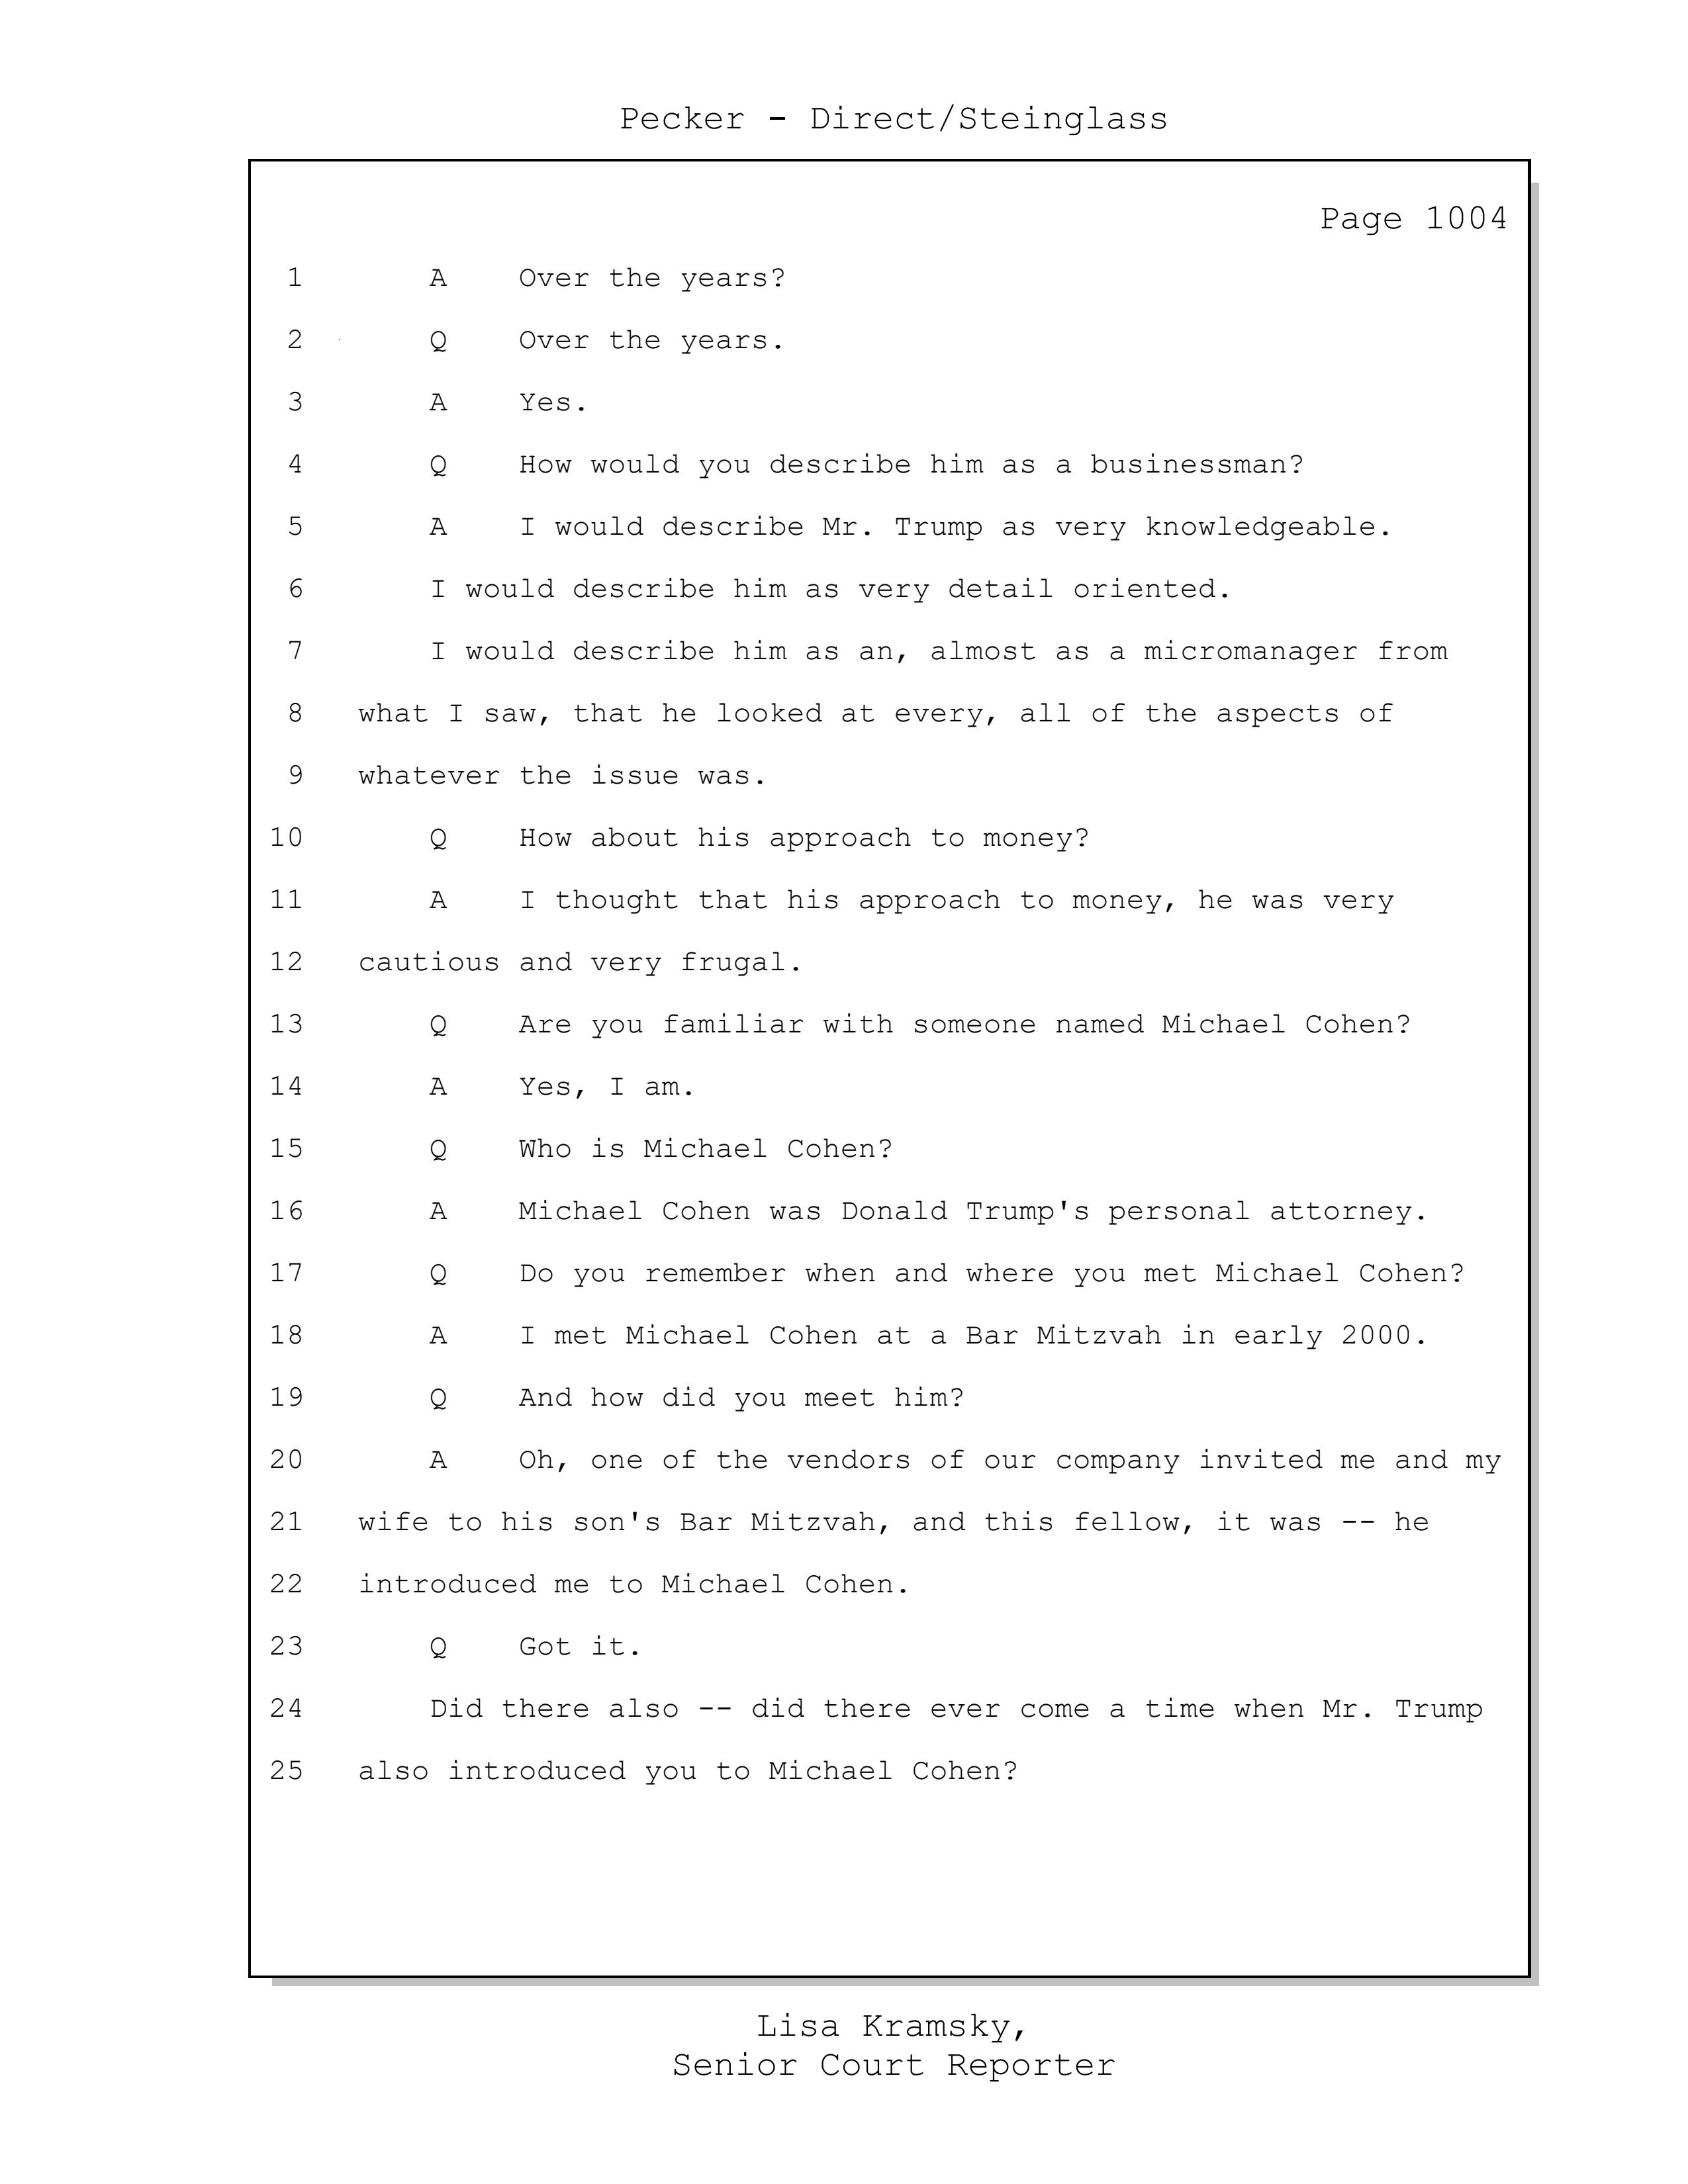 Pecker - Direct/Steinglass
Page 1004
1 A Over the years?
2 Q Over the years.
3 A Yes.
4 Q How would you describe him as a businessman?
5 A I would describe Mr. Trump as very knowledgeable.
6 I would describe him as very detail oriented.
7 I would describe him as an, almost as a micromanager from
8 what I saw, that he looked at every, all of the aspects of
9 whatever the issue was.
10 Q How about his approach to money?
11 A I thought that his approach to money, he was very
12 cautious and very frugal.
13 Q Are you familiar with someone named Michael Cohen?
14 A Yes, I am.
15 Q Who is Michael Cohen?
16 A Michael Cohen was Donald Trump's personal attorney.
17 Q Do you remember when and where you met Michael Cohen?
18 A I met Michael Cohen at a Bar Mitzvah in early 2000.
19 Q And how did you meet him?
20 A Oh, one of the vendors of our company invited me and my
21 wife to his son's Bar Mitzvah, and this fellow, it was -- he
22 introduced me to Michael Cohen.
23 Q Got it.
24 Did there also -- did there ever come a time when Mr. Trump
25 also introduced you to Michael Cohen?
Lisa Kramsky,
Senior Court Reporter